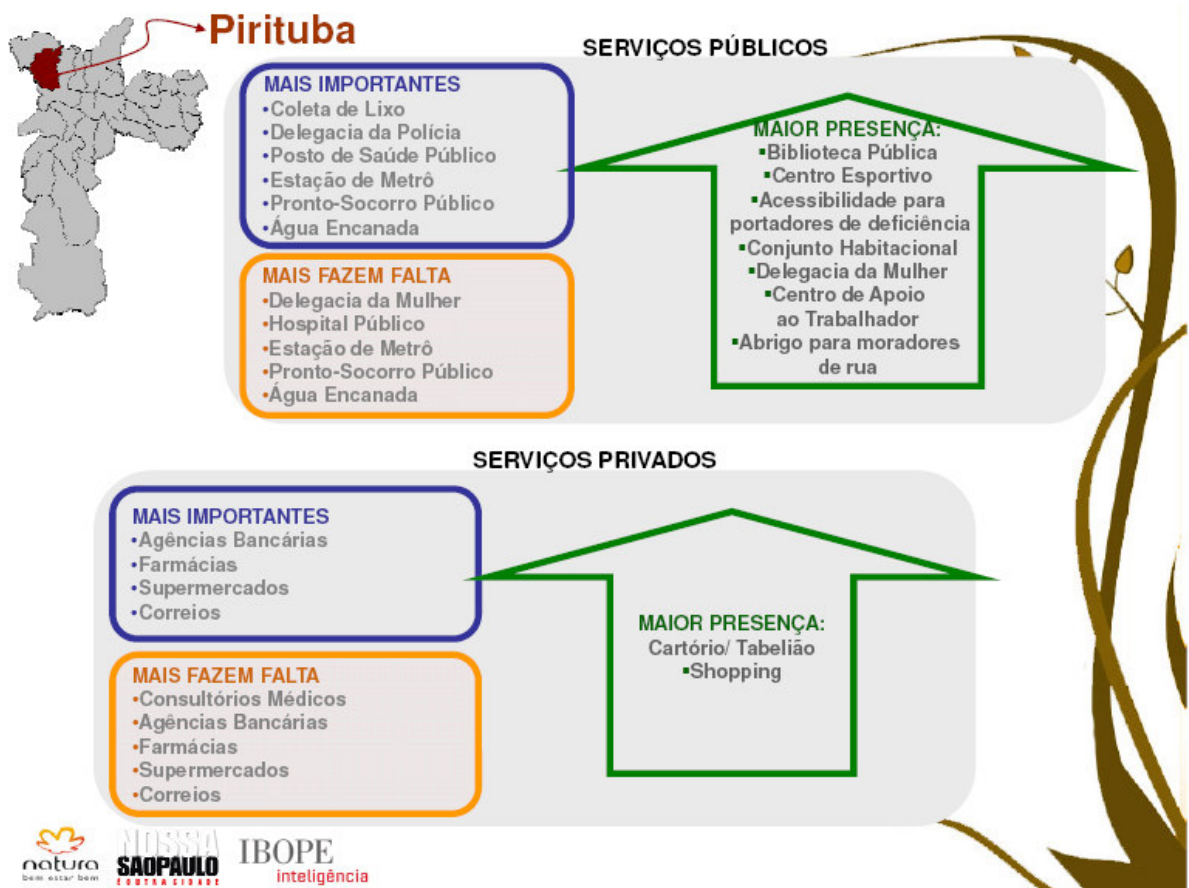 Pirituba
SERVIÇOS PÚBLICOS
MAIS IMPORTANTES
•Coleta de Lixo
•Delegacia da Polícia
•Posto de Saúde Público
•Estação de Metrô
•Pronto-Socorro Público
•Água Encanada
MAIS FAZEM FALTA
•Delegacia da Mulher
•Hospital Público
•Estação de Metrô
•Pronto-Socorro Público
•Água Encanada
MAIOR PRESENÇA:
▪Biblioteca Pública
▪Centro Esportivo
▪Acessibilidade para
portadores de deficiência
▪Conjunto Habitacional
▪Delegacia da Mulher
▪Centro de Apoio
ao Trabalhador
▪Abrigo para moradores
de rua
SERVIÇOS PRIVADOS
MAIS IMPORTANTES
•Agências Bancárias
•Farmácias
•Supermercados
•Correios
MAIS FAZEM FALTA
•Consultórios Médicos
•Agências Bancárias
•Farmácias
•Supermercados
•Correios
MAIOR PRESENÇA:
Cartório/ Tabelião
▪Shopping
natura
bem estar bem
NOSSA
SAOPAULO
OUTRA CIDADE
IBOPE
inteligência